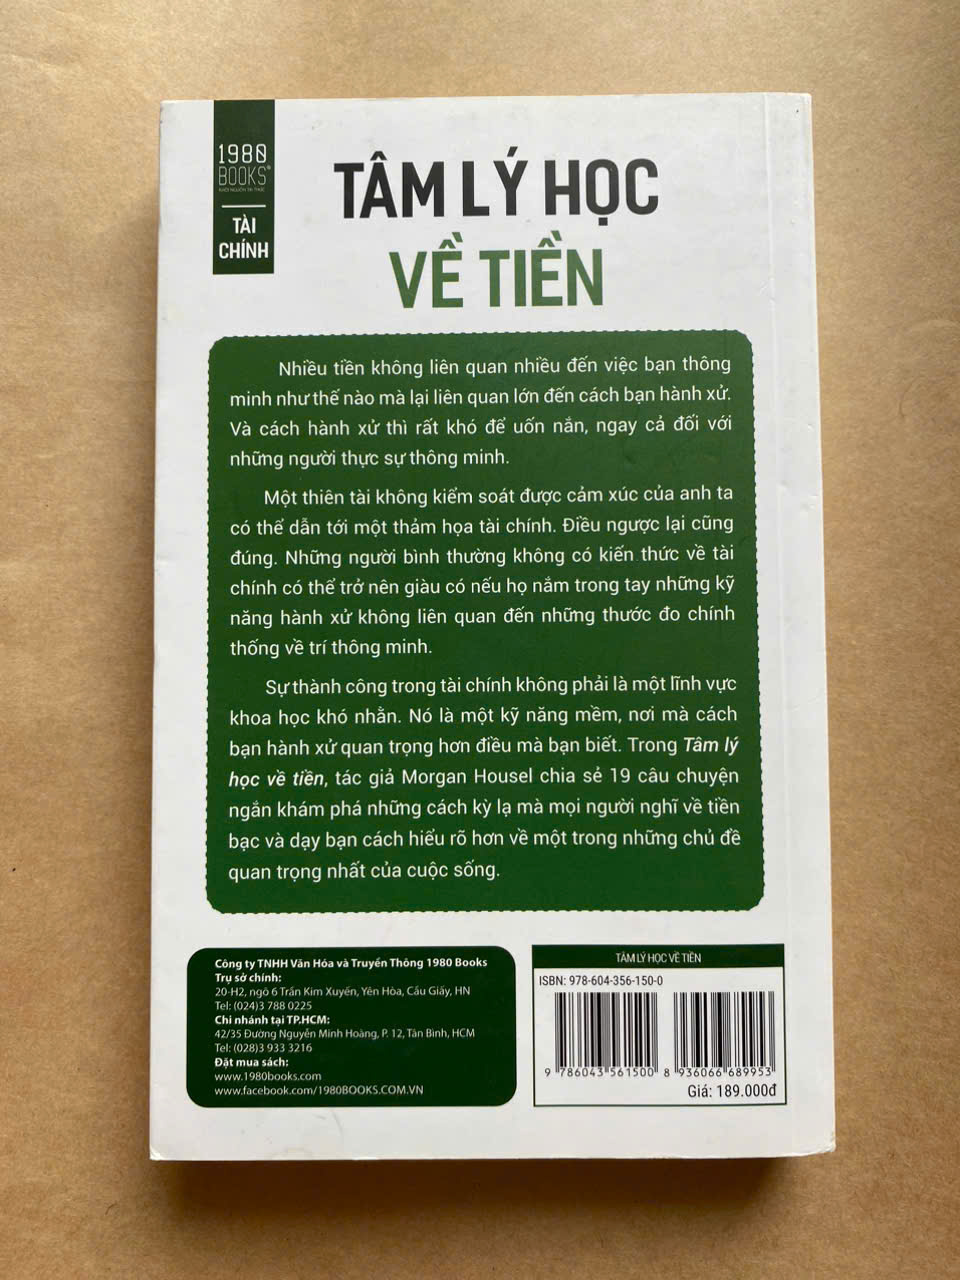 1980
BOOKS®
KHƠI NGUỒN TRI THỨC
TÀI
CHÍNH
TÂM LÝ HỌC
VỀ TIỀN
Nhiều tiền không liên quan nhiều đến việc bạn thông
minh như thế nào mà lại liên quan lớn đến cách bạn hành xử.
Và cách hành xử thì rất khó để uốn nắn, ngay cả đối với
những người thực sự thông minh.
Một thiên tài không kiểm soát được cảm xúc của anh ta
có thể dẫn tới một thảm họa tài chính. Điều ngược lại cũng
đúng. Những người bình thường không có kiến thức về tài
chính có thể trở nên giàu có nếu họ nắm trong tay những kỹ
năng hành xử không liên quan đến những thước đo chính
thống về trí thông minh.
Sự thành công trong tài chính không phải là một lĩnh vực
khoa học khó nhằn. Nó là một kỹ năng mềm, nơi mà cách
bạn hành xử quan trọng hơn điều mà bạn biết. Trong Tâm lý
học về tiền, tác giả Morgan Housel chia sẻ 19 câu chuyện
ngắn khám phá những cách kỳ lạ mà mọi người nghĩ về tiền
bạc và dạy bạn cách hiểu rõ hơn về một trong những chủ đề
quan trọng nhất của cuộc sống.
Công ty TNHH Văn Hóa và Truyền Thông 1980 Books
Trụ sở chính:
20-H2, ngõ 6 Trần Kim Xuyến, Yên Hòa, Cầu Giấy, HN
Tel: (024)3 788 0225
Chi nhánh tại TP.HCM:
42/35 Đường Nguyễn Minh Hoàng, P. 12, Tân Bình, HCM
Tel: (028)3 933 3216
Đặt mua sách:
www.1980books.com
www.facebook.com/1980BOOKS.COM.VN
TÂM LÝ HỌC VỀ TIỀN
ISBN: 978-604-356-150-0
9 786043 561500 8 936066 689953
Giá: 189.000đ